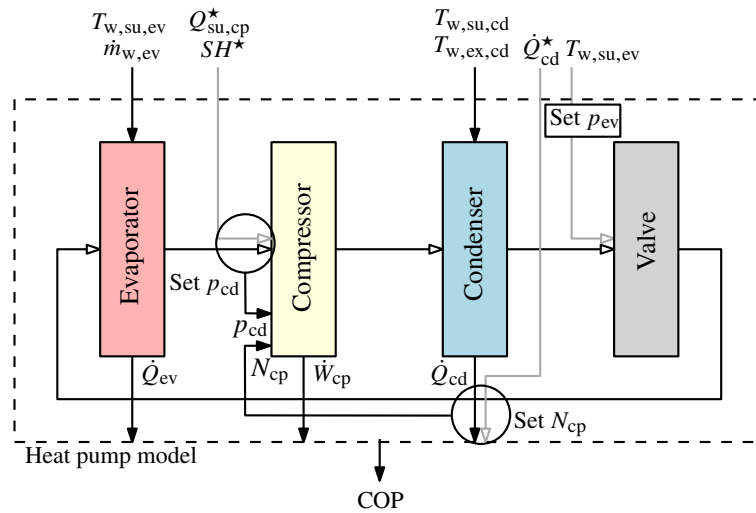 T_w,su,ev
ṁ_w,ev
Q★_su,cp
SH★
T_w,su,cd
T_w,ex,cd
Q̇★_cd
T_w,su,ev
Set p_ev
Evaporator
Compressor
Condenser
Valve
Set p_cd
p_cd
N_cp
Q̇_ev
Ẇ_cp
Q̇_cd
Set N_cp
Heat pump model
COP